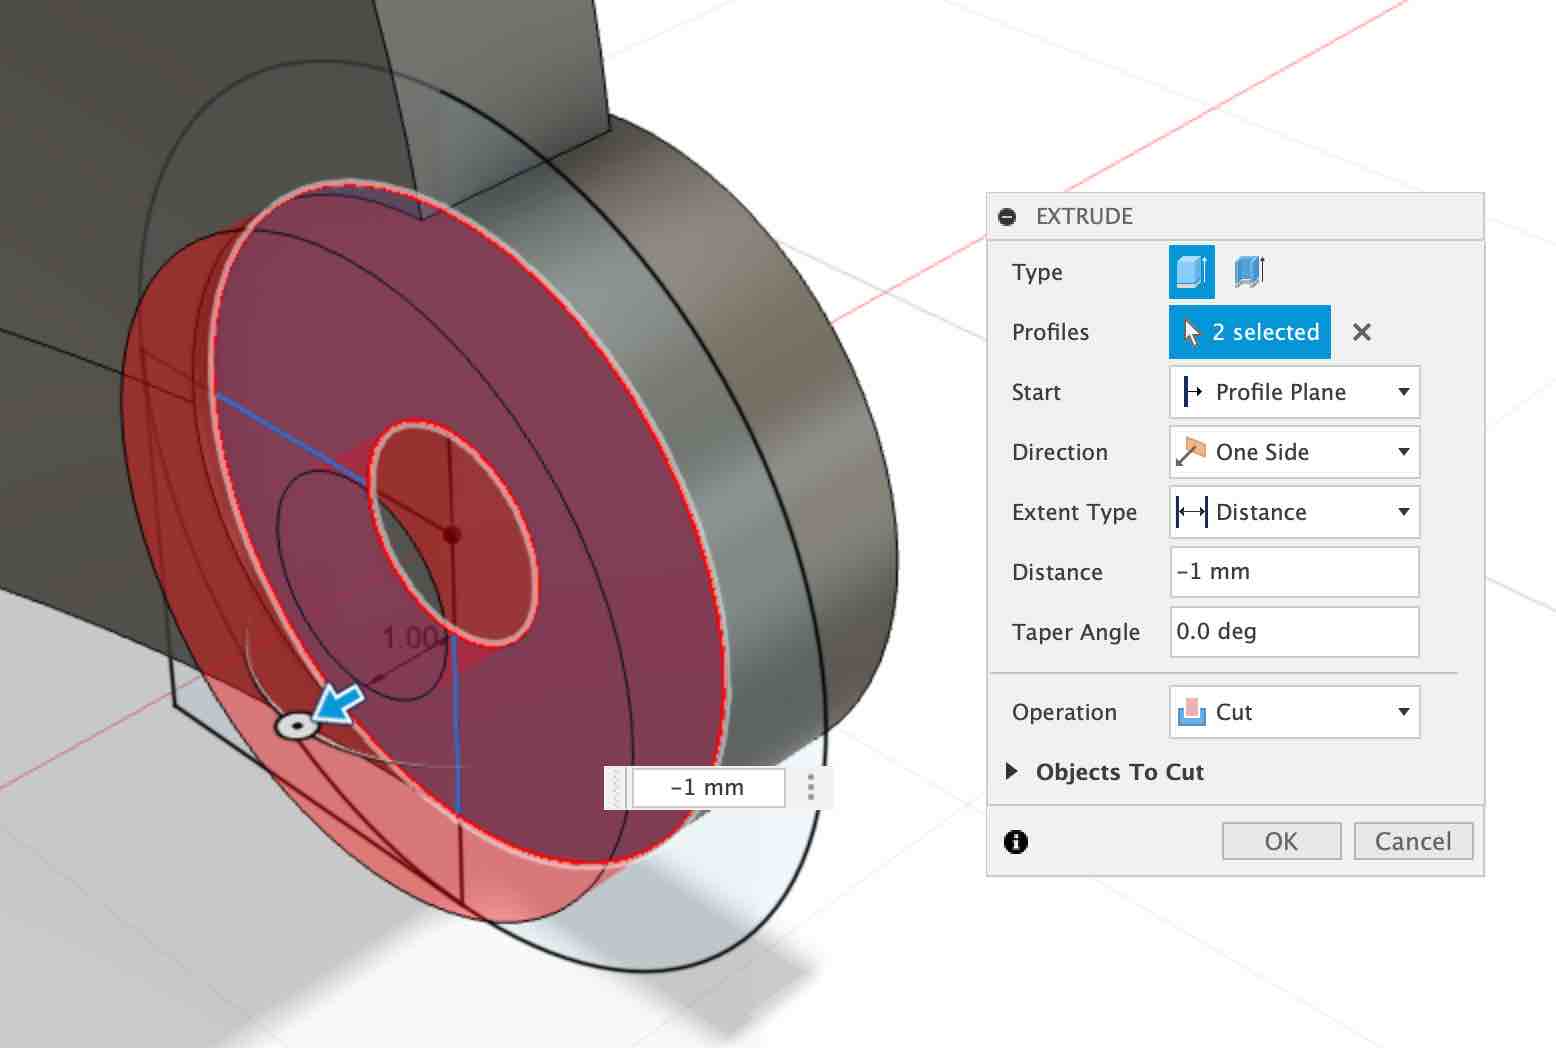 EXTRUDE
Type
Profiles 2 selected
Start Profile Plane
Direction One Side
Extent Type Distance
Distance -1 mm
Taper Angle 0.0 deg
Operation Cut
Objects To Cut
OK Cancel
1.00
-1 mm